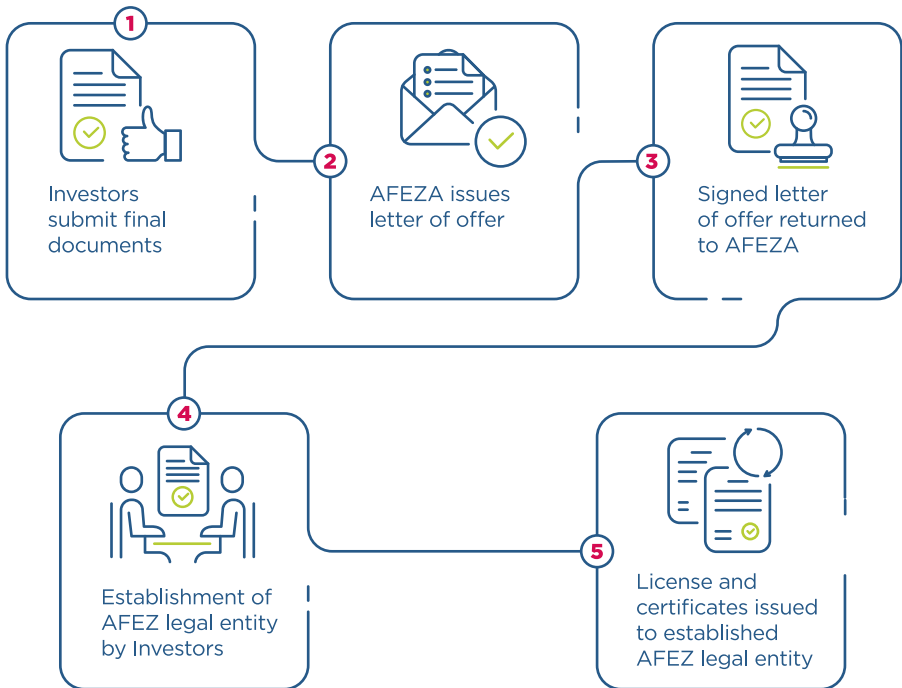 1
Investors
submit final
documents
2
AFEZA issues
letter of offer
3
Signed letter
of offer returned
to AFEZA
4
Establishment of
AFEZ legal entity
by Investors
5
License and
certificates issued
to established
AFEZ legal entity